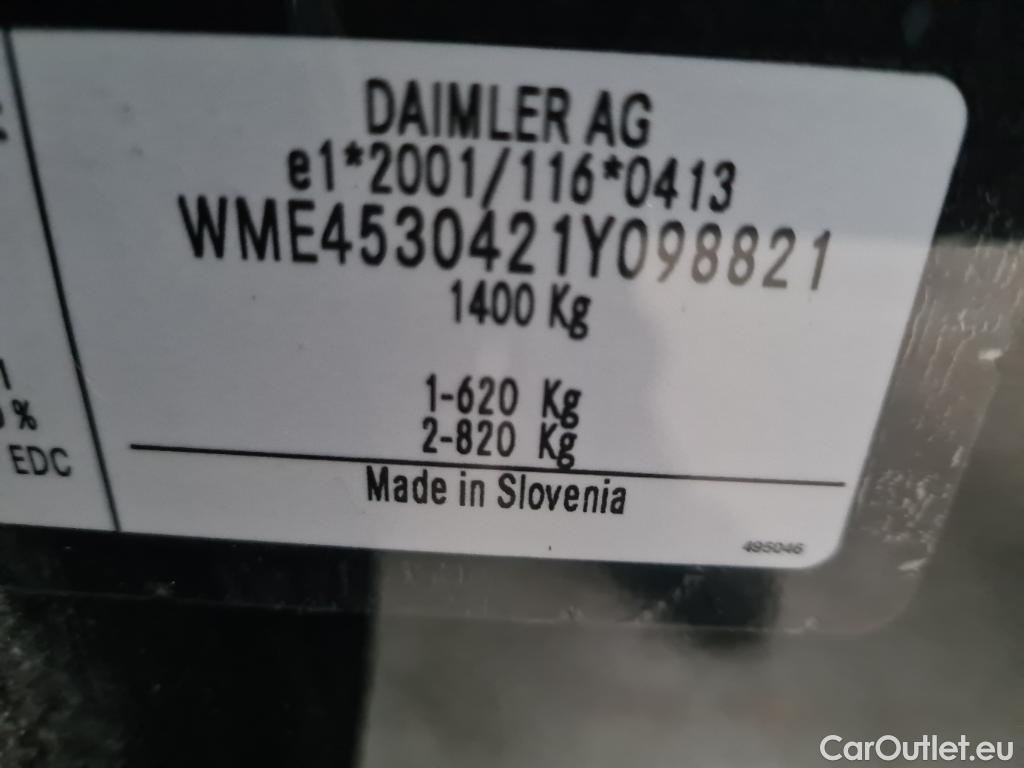 DAIMLER AG
e1*2001/116*0413
WME4530421Y098821
1400 Kg
1-620 Kg
2-820 Kg
Made in Slovenia
495046
%
EDC
CarOutlet.eu